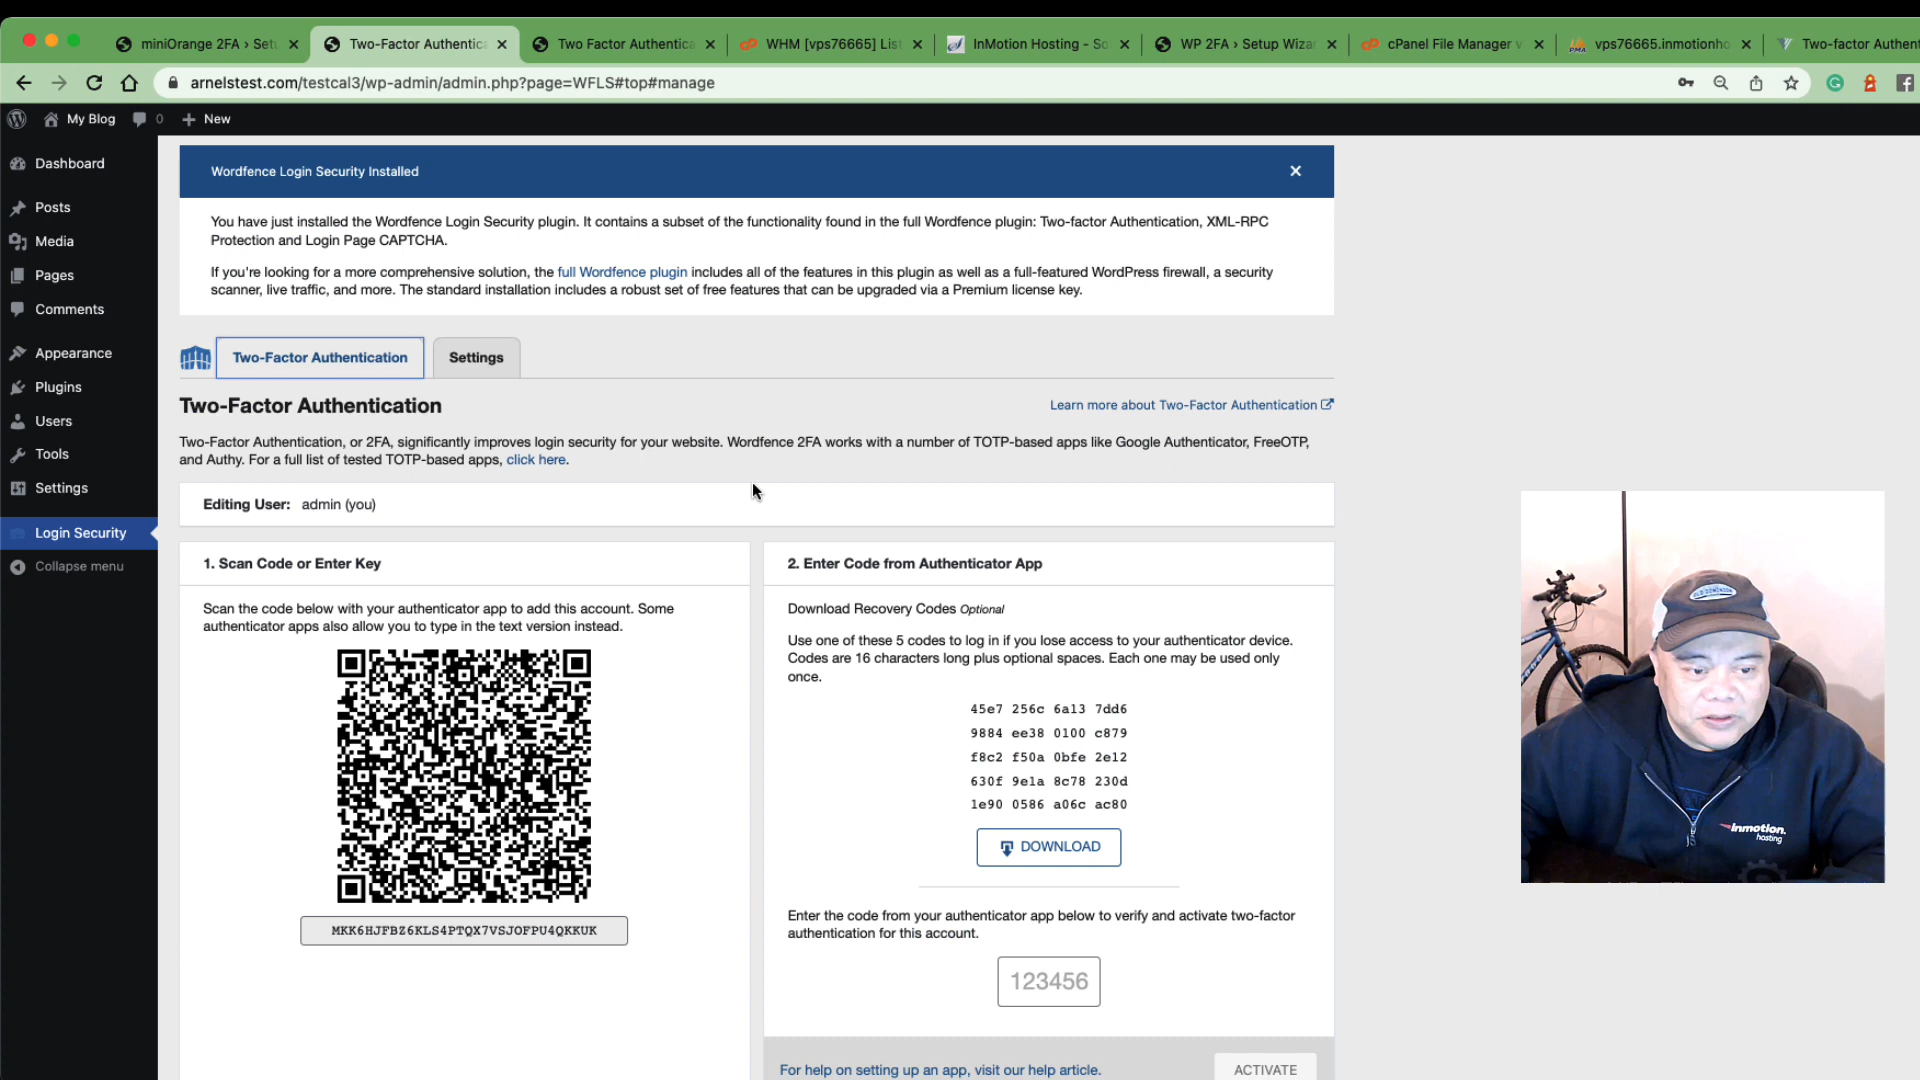 miniOrange 2FA › Setu
Two-Factor Authentica
Two Factor Authentica
WHM [vps76665] List
InMotion Hosting - So
WP 2FA › Setup Wizar
cPanel File Manager v
vps76665.inmotionho
Two-factor Authent
arnelstest.com/testcal3/wp-admin/admin.php?page=WFLS#top#manage
My Blog
0
New
Dashboard
Posts
Media
Pages
Comments
Appearance
Plugins
Users
Tools
Settings
Login Security
Collapse menu
Wordfence Login Security Installed
You have just installed the Wordfence Login Security plugin. It contains a subset of the functionality found in the full Wordfence plugin: Two-factor Authentication, XML-RPC
Protection and Login Page CAPTCHA.
If you're looking for a more comprehensive solution, the full Wordfence plugin includes all of the features in this plugin as well as a full-featured WordPress firewall, a security
scanner, live traffic, and more. The standard installation includes a robust set of free features that can be upgraded via a Premium license key.
Two-Factor Authentication
Settings
Two-Factor Authentication
Learn more about Two-Factor Authentication
Two-Factor Authentication, or 2FA, significantly improves login security for your website. Wordfence 2FA works with a number of TOTP-based apps like Google Authenticator, FreeOTP,
and Authy. For a full list of tested TOTP-based apps, click here.
Editing User: admin (you)
1. Scan Code or Enter Key
Scan the code below with your authenticator app to add this account. Some
authenticator apps also allow you to type in the text version instead.
MKK6HJFBZ6KLS4PTQX7VSJOFPU4QKKUK
2. Enter Code from Authenticator App
Download Recovery Codes Optional
Use one of these 5 codes to log in if you lose access to your authenticator device.
Codes are 16 characters long plus optional spaces. Each one may be used only
once.
45e7 256c 6a13 7dd6
9884 ee38 0100 c879
f8c2 f50a 0bfe 2e12
630f 9e1a 8c78 230d
1e90 0586 a06c ac80
DOWNLOAD
Enter the code from your authenticator app below to verify and activate two-factor
authentication for this account.
123456
For help on setting up an app, visit our help article.
ACTIVATE
inmotion
hosting